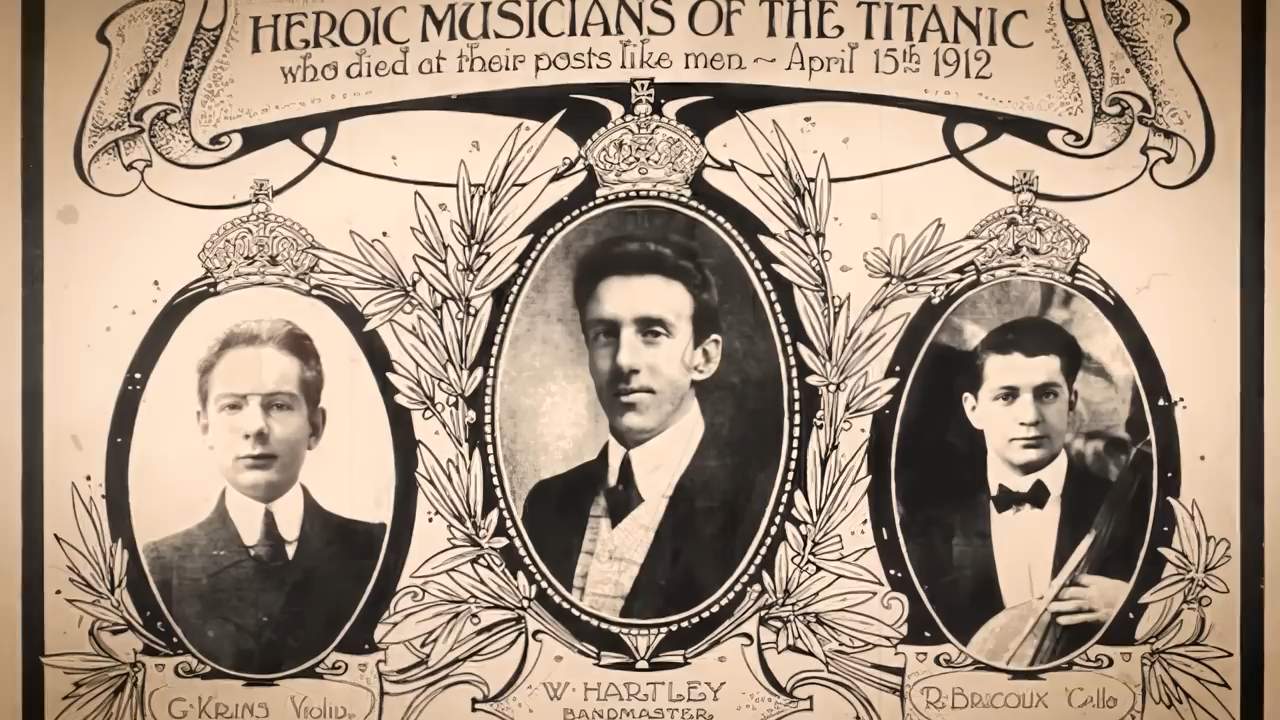 HEROIC MUSICIANS OF THE TITANIC
who died at their posts like men ~ April 15th 1912
G. KRINS Violin.
W. HARTLEY
BANDMASTER
R. BRICOUX 'Cello